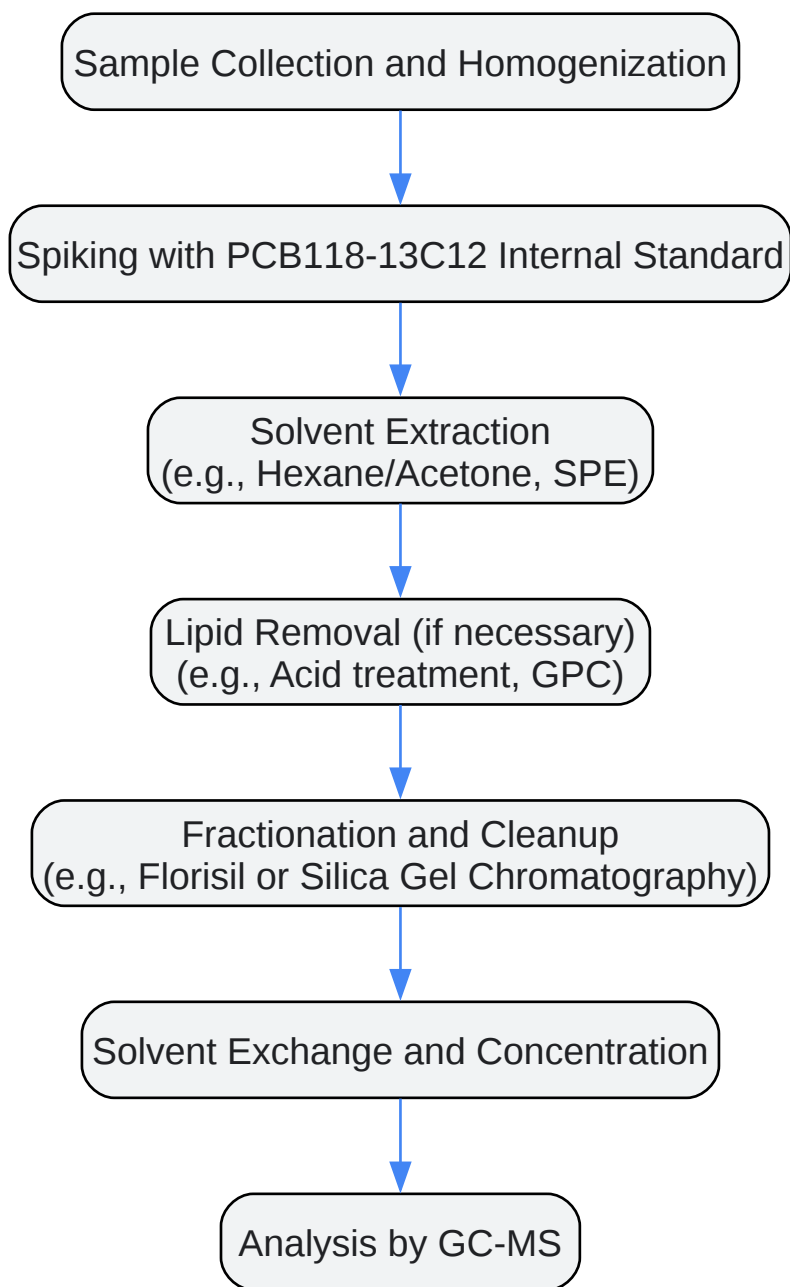 Sample Collection and Homogenization
Spiking with PCB118-13C12 Internal Standard
Solvent Extraction
(e.g., Hexane/Acetone, SPE)
Lipid Removal (if necessary)
(e.g., Acid treatment, GPC)
Fractionation and Cleanup
(e.g., Florisil or Silica Gel Chromatography)
Solvent Exchange and Concentration
Analysis by GC-MS